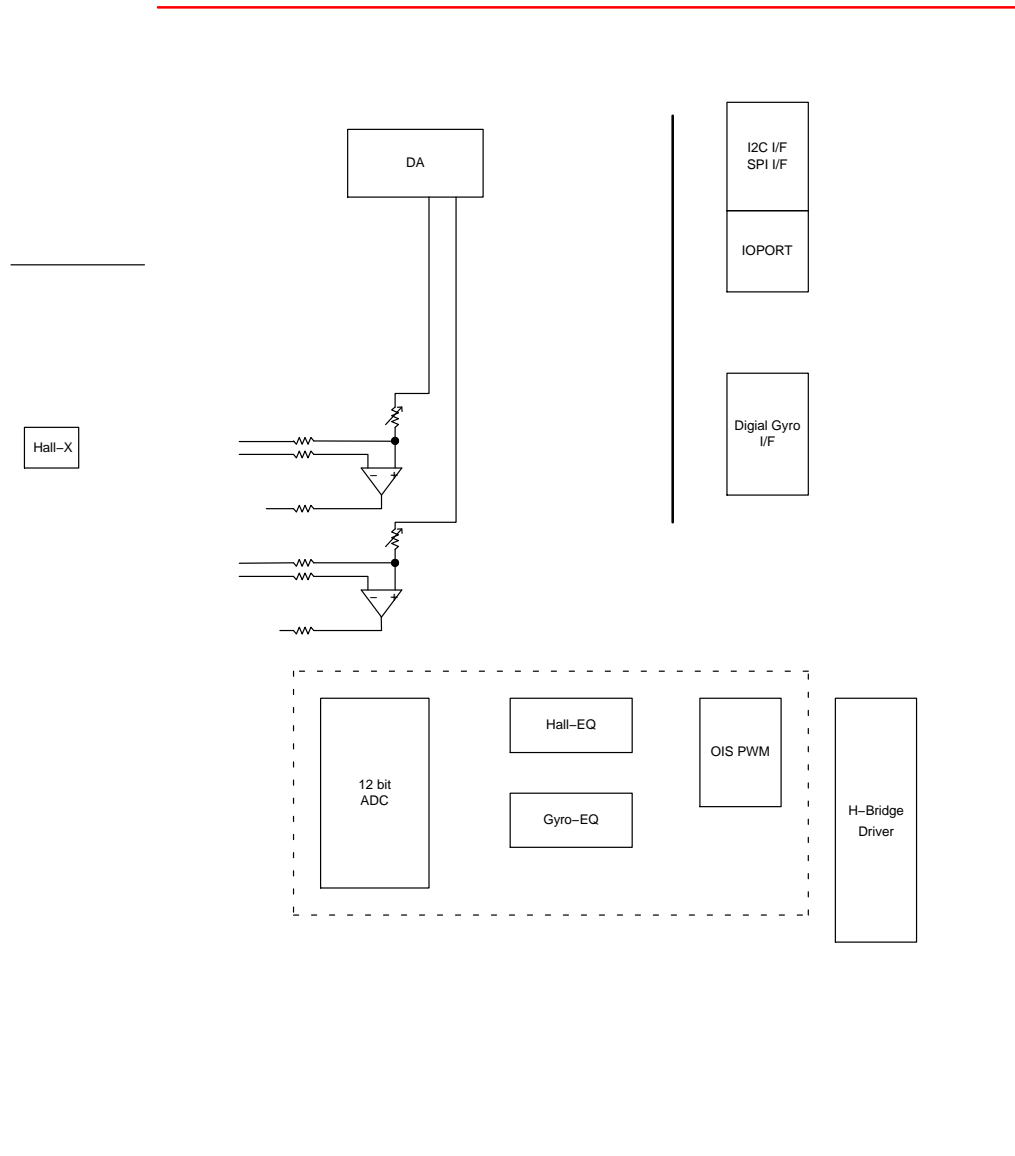 I2C I/F
SPI I/F
DA
IOPORT
Digial Gyro
I/F
Hall−X
− +
− +
Hall−EQ
OIS PWM
12 bit
ADC
H−Bridge
Driver
Gyro−EQ